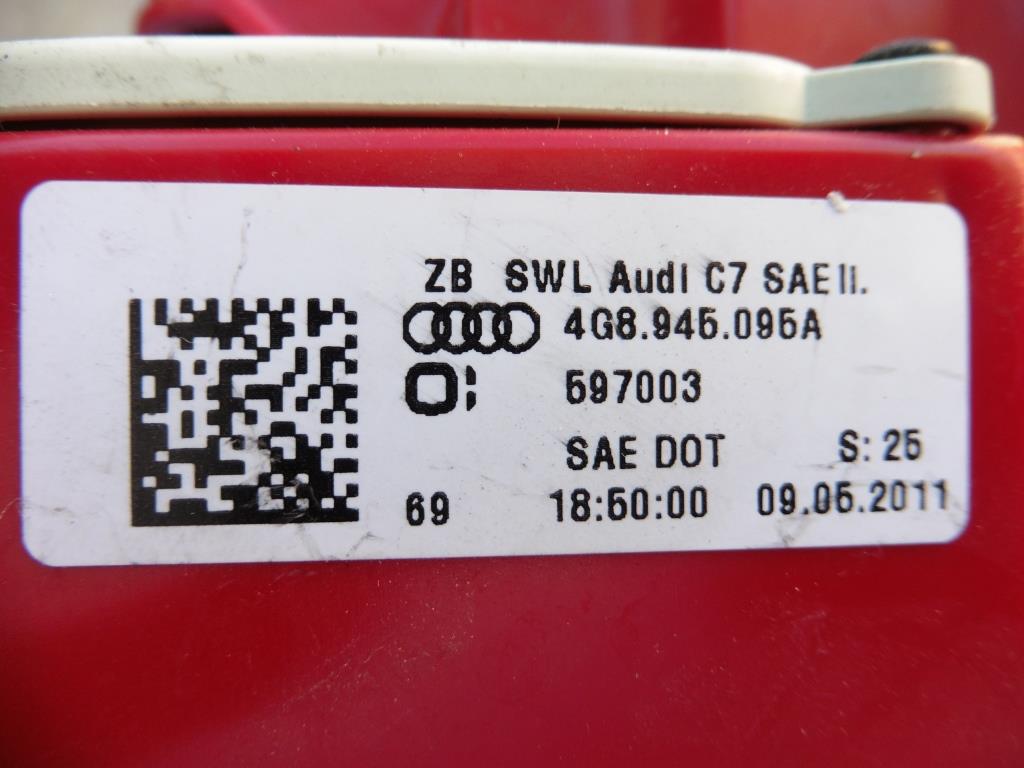 ZB SWL Audi C7 SAE li.
4G8.945.095A
597003
SAE DOT S: 25
69 18:50:00 09.05.2011